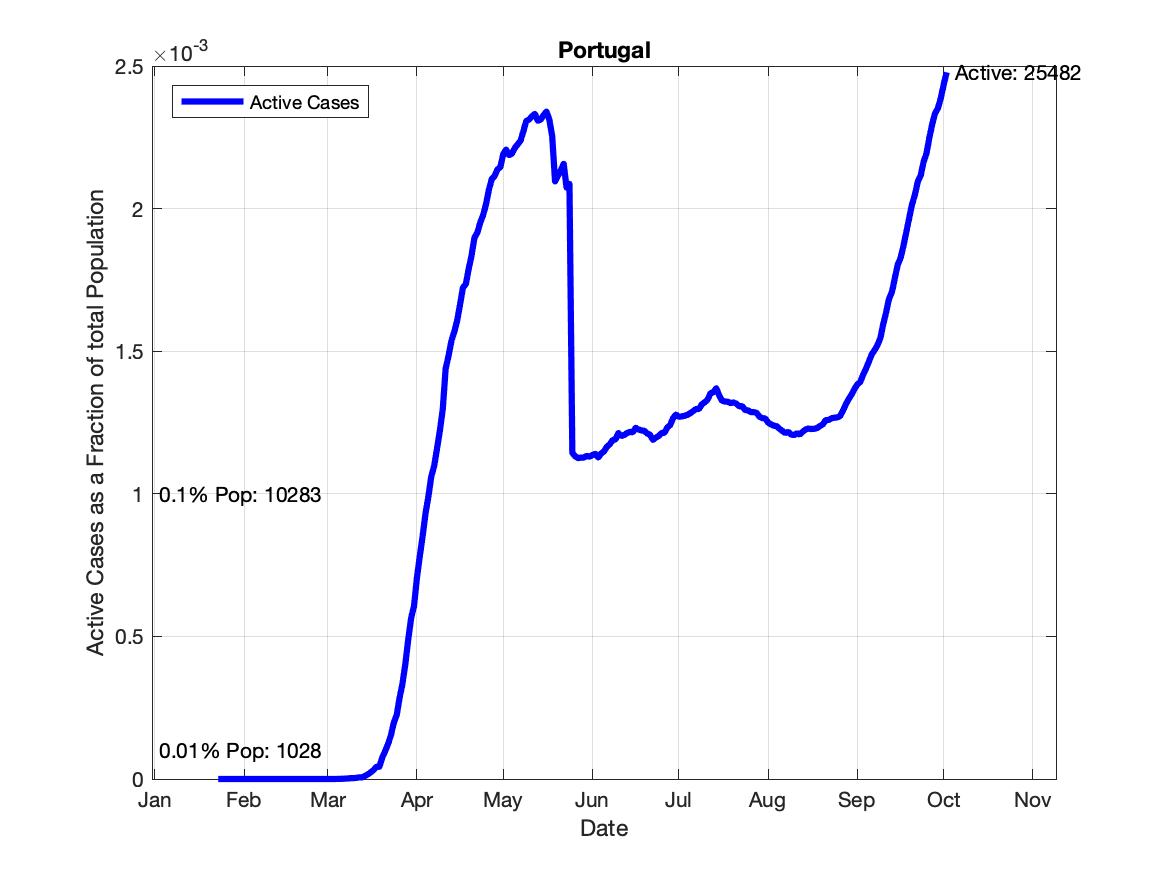 Portugal
×10-3
2.5
2
1.5
1
0.5
0
Active Cases as a Fraction of total Population
Active Cases
Active: 25482
0.1% Pop: 10283
0.01% Pop: 1028
Jan Feb Mar Apr May Jun Jul Aug Sep Oct Nov
Date